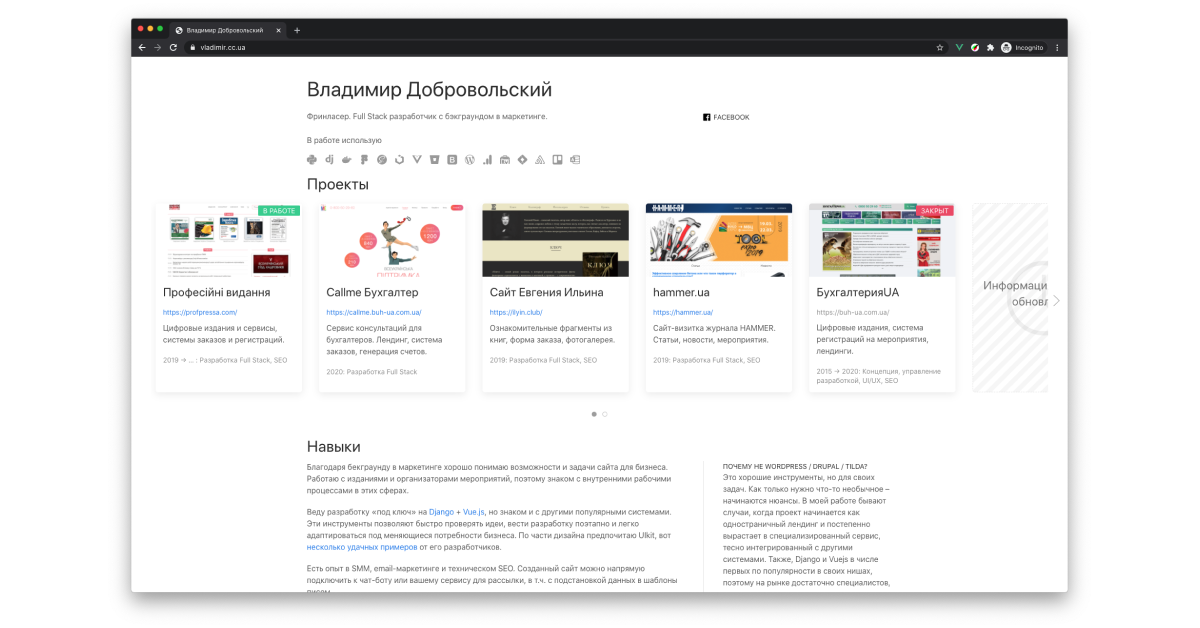 Владимир Добровольский
vladimir.cc.ua
Incognito
Владимир Добровольский
Фринласер. Full Stack разработчик с бэкграундом в маркетинге.
FACEBOOK
В работе использую
Проекты
В РАБОТЕ
Професійні видання
https://profpressa.com/
Цифровые издания и сервисы,
системы заказов и регистраций.
2019 → ... : Разработка Full Stack, SEO
Callme Бухгалтер
https://callme.buh-ua.com.ua/
Сервис консультаций для
бухгалтеров. Лендинг, система
заказов, генерация счетов.
2020: Разработка Full Stack
КЛЮЧ
Сайт Евгения Ильина
https://ilyin.club/
Ознакомительные фрагменты из
книг, форма заказа, фотогалерея.
2019: Разработка Full Stack, SEO
HAMMER
TOOL
expo
2019
hammer.ua
https://hammer.ua/
Сайт-визитка журнала HAMMER.
Статьи, новости, мероприятия.
2019: Разработка Full Stack, SEO
ЗАКРЫТ
БухгалтерияUA
https://buh-ua.com.ua/
Цифровые издания, система
регистраций на мероприятия,
лендинги.
2015 → 2020: Концепция, управление
разработкой, UI/UX, SEO
Информаци
обновл
Навыки
Благодаря бекграунду в маркетинге хорошо понимаю возможности и задачи сайта для бизнеса.
Работаю с изданиями и организаторами мероприятий, поэтому знаком с внутренними рабочими
процессами в этих сферах.
Веду разработку «под ключ» на Django + Vue.js, но знаком и с другими популярными системами.
Эти инструменты позволяют быстро проверять идеи, вести разработку поэтапно и легко
адаптироваться под меняющиеся потребности бизнеса. По части дизайна предпочитаю UIkit, вот
несколько удачных примеров от его разработчиков.
Есть опыт в SMM, email-маркетинге и техническом SEO. Созданный сайт можно напрямую
подключить к чат-боту или вашему сервису для рассылки, в т.ч. с подстановкой данных в шаблоны
писем.
ПОЧЕМУ НЕ WORDPRESS / DRUPAL / TILDA?
Это хорошие инструменты, но для своих
задач. Как только нужно что-то необычное –
начинаются нюансы. В моей работе бывают
случаи, когда проект начинается как
одностраничный лендинг и постепенно
вырастает в специализированный сервис,
тесно интегрированный с другими
системами. Также, Django и Vuejs в числе
первых по популярности в своих нишах,
поэтому на рынке достаточно специалистов,